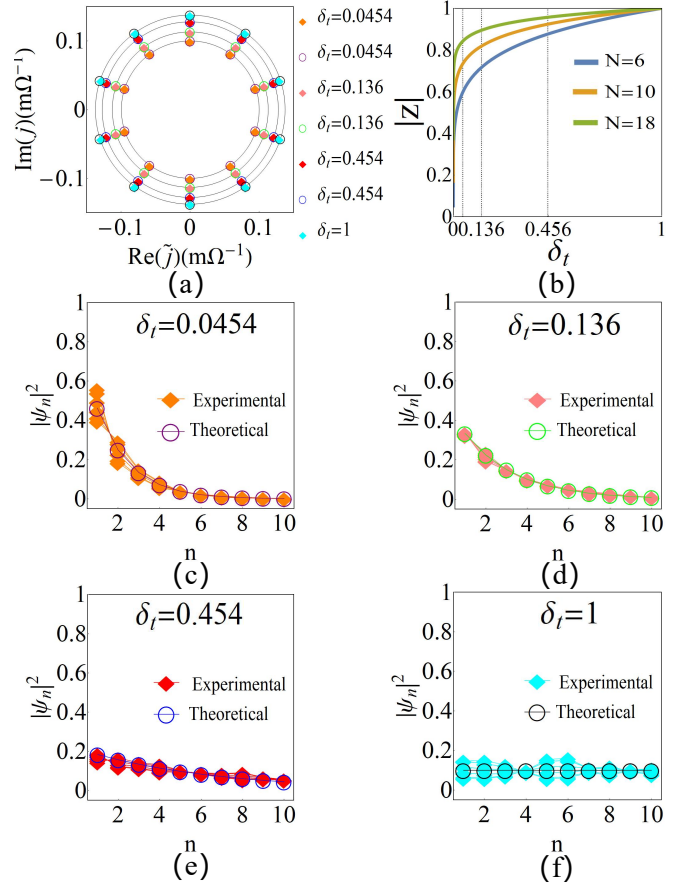 0.1
0
−0.1
Im(j)(mΩ⁻¹)
−0.1
0
0.1
Re(j̃)(mΩ⁻¹)
(a)
δt=0.0454
δt=0.0454
δt=0.136
δt=0.136
δt=0.454
δt=0.454
δt=1
1
0.8
0.6
0.4
0.2
0
|Z|
N=6
N=10
N=18
00.136
0.456
1
δt
(b)
1
0.8
0.6
0.4
0.2
0
|ψn|²
δt=0.0454
Experimental
Theoretical
2 4 6 8 10
n
(c)
1
0.8
0.6
0.4
0.2
0
|ψn|²
δt=0.136
Experimental
Theoretical
2 4 6 8 10
n
(d)
1
0.8
0.6
0.4
0.2
0
|ψn|²
δt=0.454
Experimental
Theoretical
2 4 6 8 10
n
(e)
1
0.8
0.6
0.4
0.2
0
|ψn|²
δt=1
Experimental
Theoretical
2 4 6 8 10
n
(f)